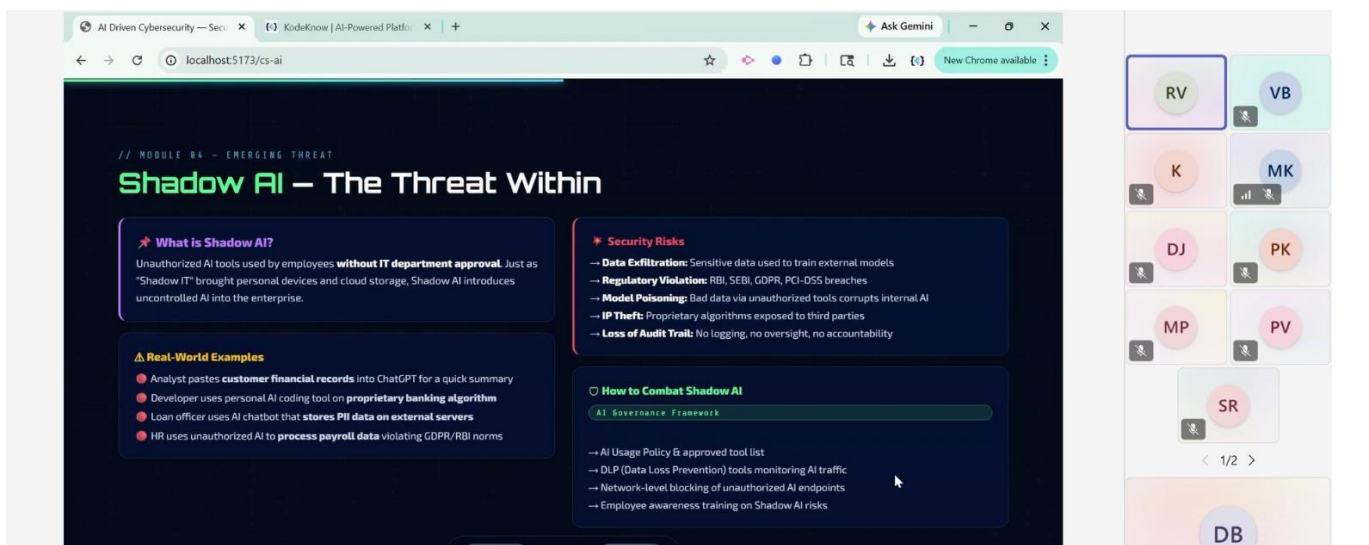 AI Driven Cybersecurity — Secu
KodeKnow | AI-Powered Platfor
Ask Gemini
localhost:5173/cs-ai
New Chrome available
// MODULE 04 — EMERGING THREAT
Shadow AI — The Threat Within
What is Shadow AI?
Unauthorized AI tools used by employees without IT department approval. Just as
"Shadow IT" brought personal devices and cloud storage, Shadow AI introduces
uncontrolled AI into the enterprise.
Real-World Examples
Analyst pastes customer financial records into ChatGPT for a quick summary
Developer uses personal AI coding tool on proprietary banking algorithm
Loan officer uses AI chatbot that stores PII data on external servers
HR uses unauthorized AI to process payroll data violating GDPR/RBI norms
Security Risks
→ Data Exfiltration: Sensitive data used to train external models
→ Regulatory Violation: RBI, SEBI, GDPR, PCI-DSS breaches
→ Model Poisoning: Bad data via unauthorized tools corrupts internal AI
→ IP Theft: Proprietary algorithms exposed to third parties
→ Loss of Audit Trail: No logging, no oversight, no accountability
How to Combat Shadow AI
AI Governance Framework
→ AI Usage Policy & approved tool list
→ DLP (Data Loss Prevention) tools monitoring AI traffic
→ Network-level blocking of unauthorized AI endpoints
→ Employee awareness training on Shadow AI risks
RV
VB
K
MK
DJ
PK
MP
PV
SR
1/2
DB